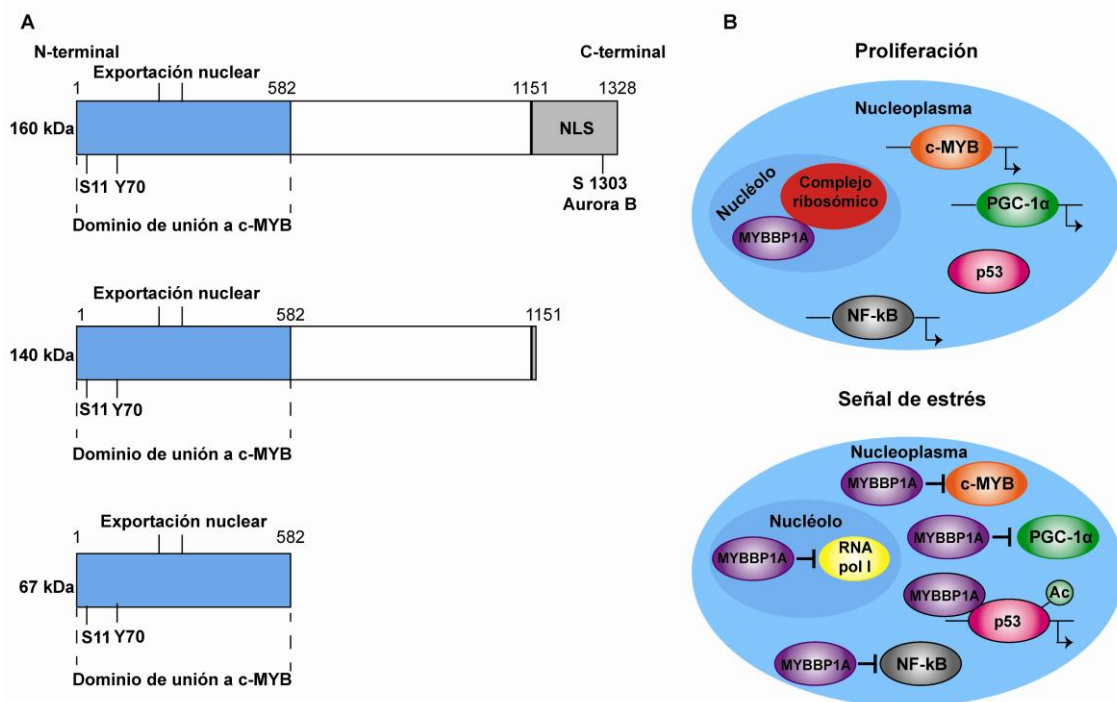 A
N-terminal
C-terminal
Exportación nuclear
1
582
1151
1328
160 kDa
NLS
S11 Y70
S 1303
Aurora B
Dominio de unión a c-MYB
Exportación nuclear
1
582
1151
140 kDa
S11 Y70
Dominio de unión a c-MYB
Exportación nuclear
1
582
67 kDa
S11 Y70
Dominio de unión a c-MYB
B
Proliferación
Nucleoplasma
c-MYB
Nucléolo
Complejo
ribosómico
MYBBP1A
PGC-1α
p53
NF-kB
Señal de estrés
Nucleoplasma
MYBBP1A
c-MYB
Nucléolo
MYBBP1A
RNA
pol I
MYBBP1A
PGC-1α
MYBBP1A
Ac
p53
MYBBP1A
NF-kB